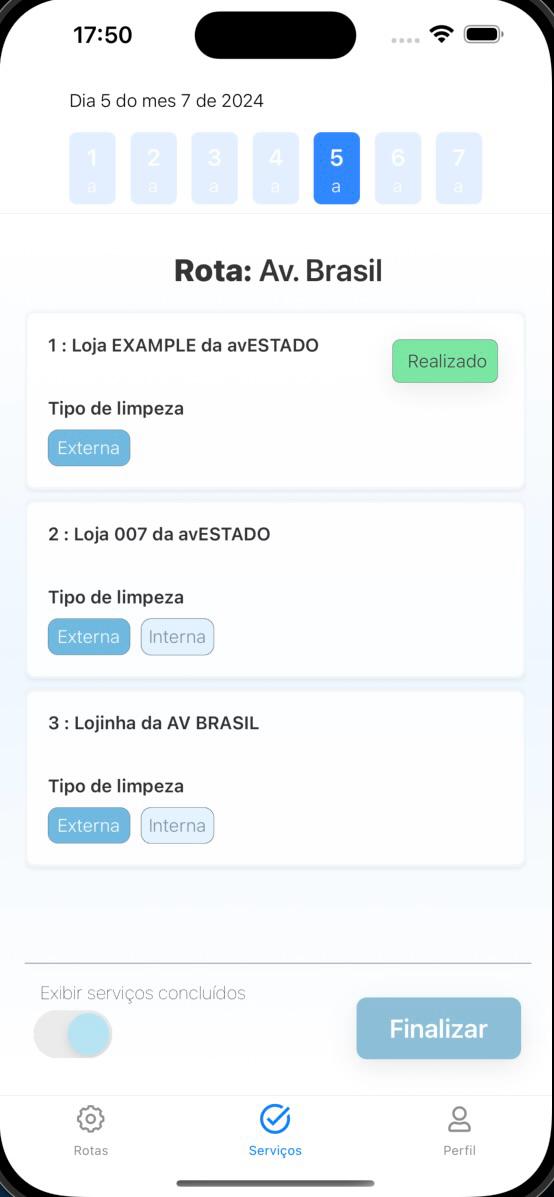 17:50
Dia 5 do mes 7 de 2024
1 2 3 4 5 6 7
a a a a a a a
Rota: Av. Brasil
1 : Loja EXAMPLE da avESTADO
Realizado
Tipo de limpeza
Externa
2 : Loja 007 da avESTADO
Tipo de limpeza
Externa Interna
3 : Lojinha da AV BRASIL
Tipo de limpeza
Externa Interna
Exibir serviços concluídos
Finalizar
Rotas Serviços Perfil